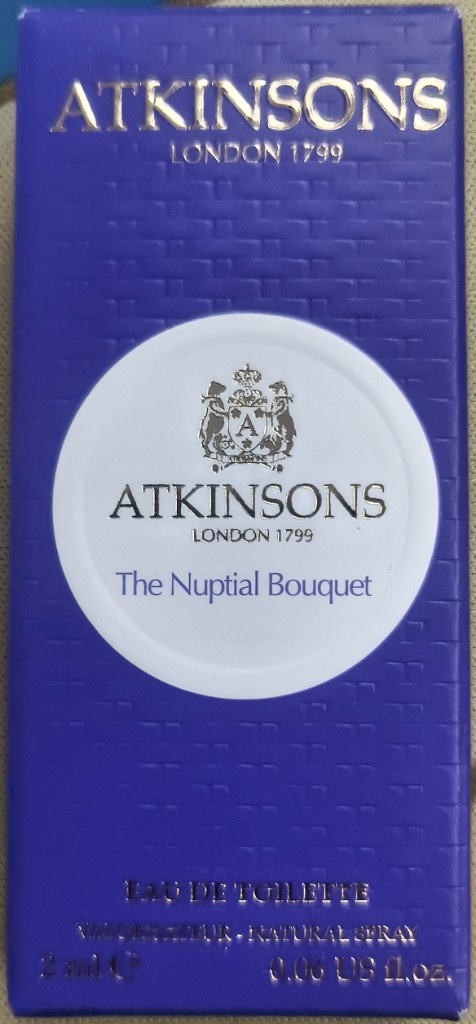 ATKINSONS
LONDON 1799
A
ATKINSONS
LONDON 1799
The Nuptial Bouquet
EAU DE TOILETTE
VAPORISATEUR - NATURAL SPRAY
2 ml ℮ 0.06 US fl.oz.